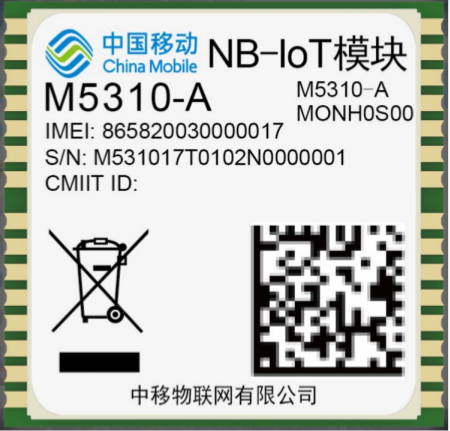 中国移动
China Mobile
NB-IoT模块
M5310-A
M5310-A
MONH0S00
IMEI: 865820030000017
S/N: M531017T0102N0000001
CMIIT ID:
中移物联网有限公司